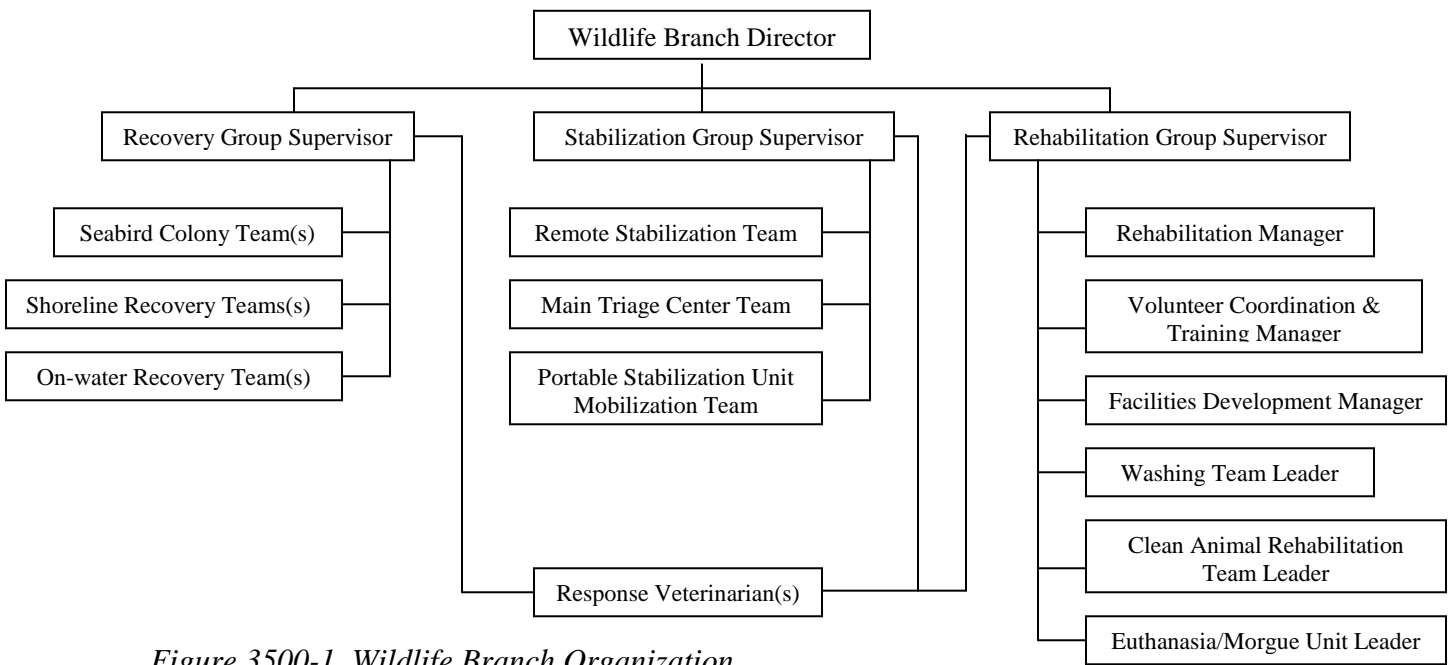 Wildlife Branch Director
Recovery Group Supervisor
Stabilization Group Supervisor
Rehabilitation Group Supervisor
Seabird Colony Team(s)
Shoreline Recovery Teams(s)
On-water Recovery Team(s)
Remote Stabilization Team
Main Triage Center Team
Portable Stabilization Unit
Mobilization Team
Rehabilitation Manager
Volunteer Coordination &
Training Manager
Facilities Development Manager
Washing Team Leader
Clean Animal Rehabilitation
Team Leader
Euthanasia/Morgue Unit Leader
Response Veterinarian(s)
Figure 3500-1 Wildlife Branch Organization